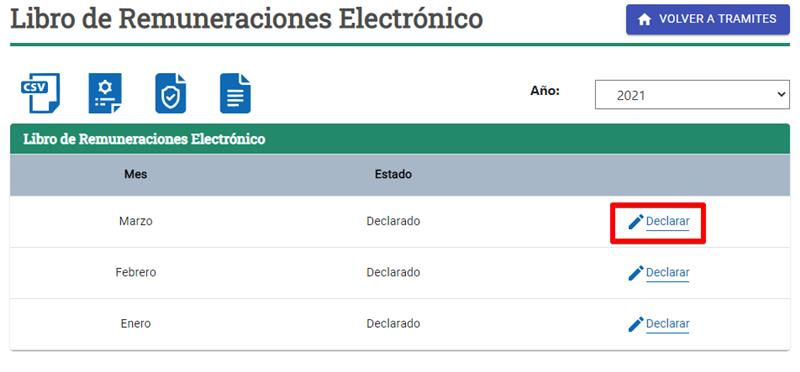 Libro de Remuneraciones Electrónico
VOLVER A TRAMITES
CSV
Año:
2021
Libro de Remuneraciones Electrónico
Mes Estado
Marzo Declarado Declarar
Febrero Declarado Declarar
Enero Declarado Declarar